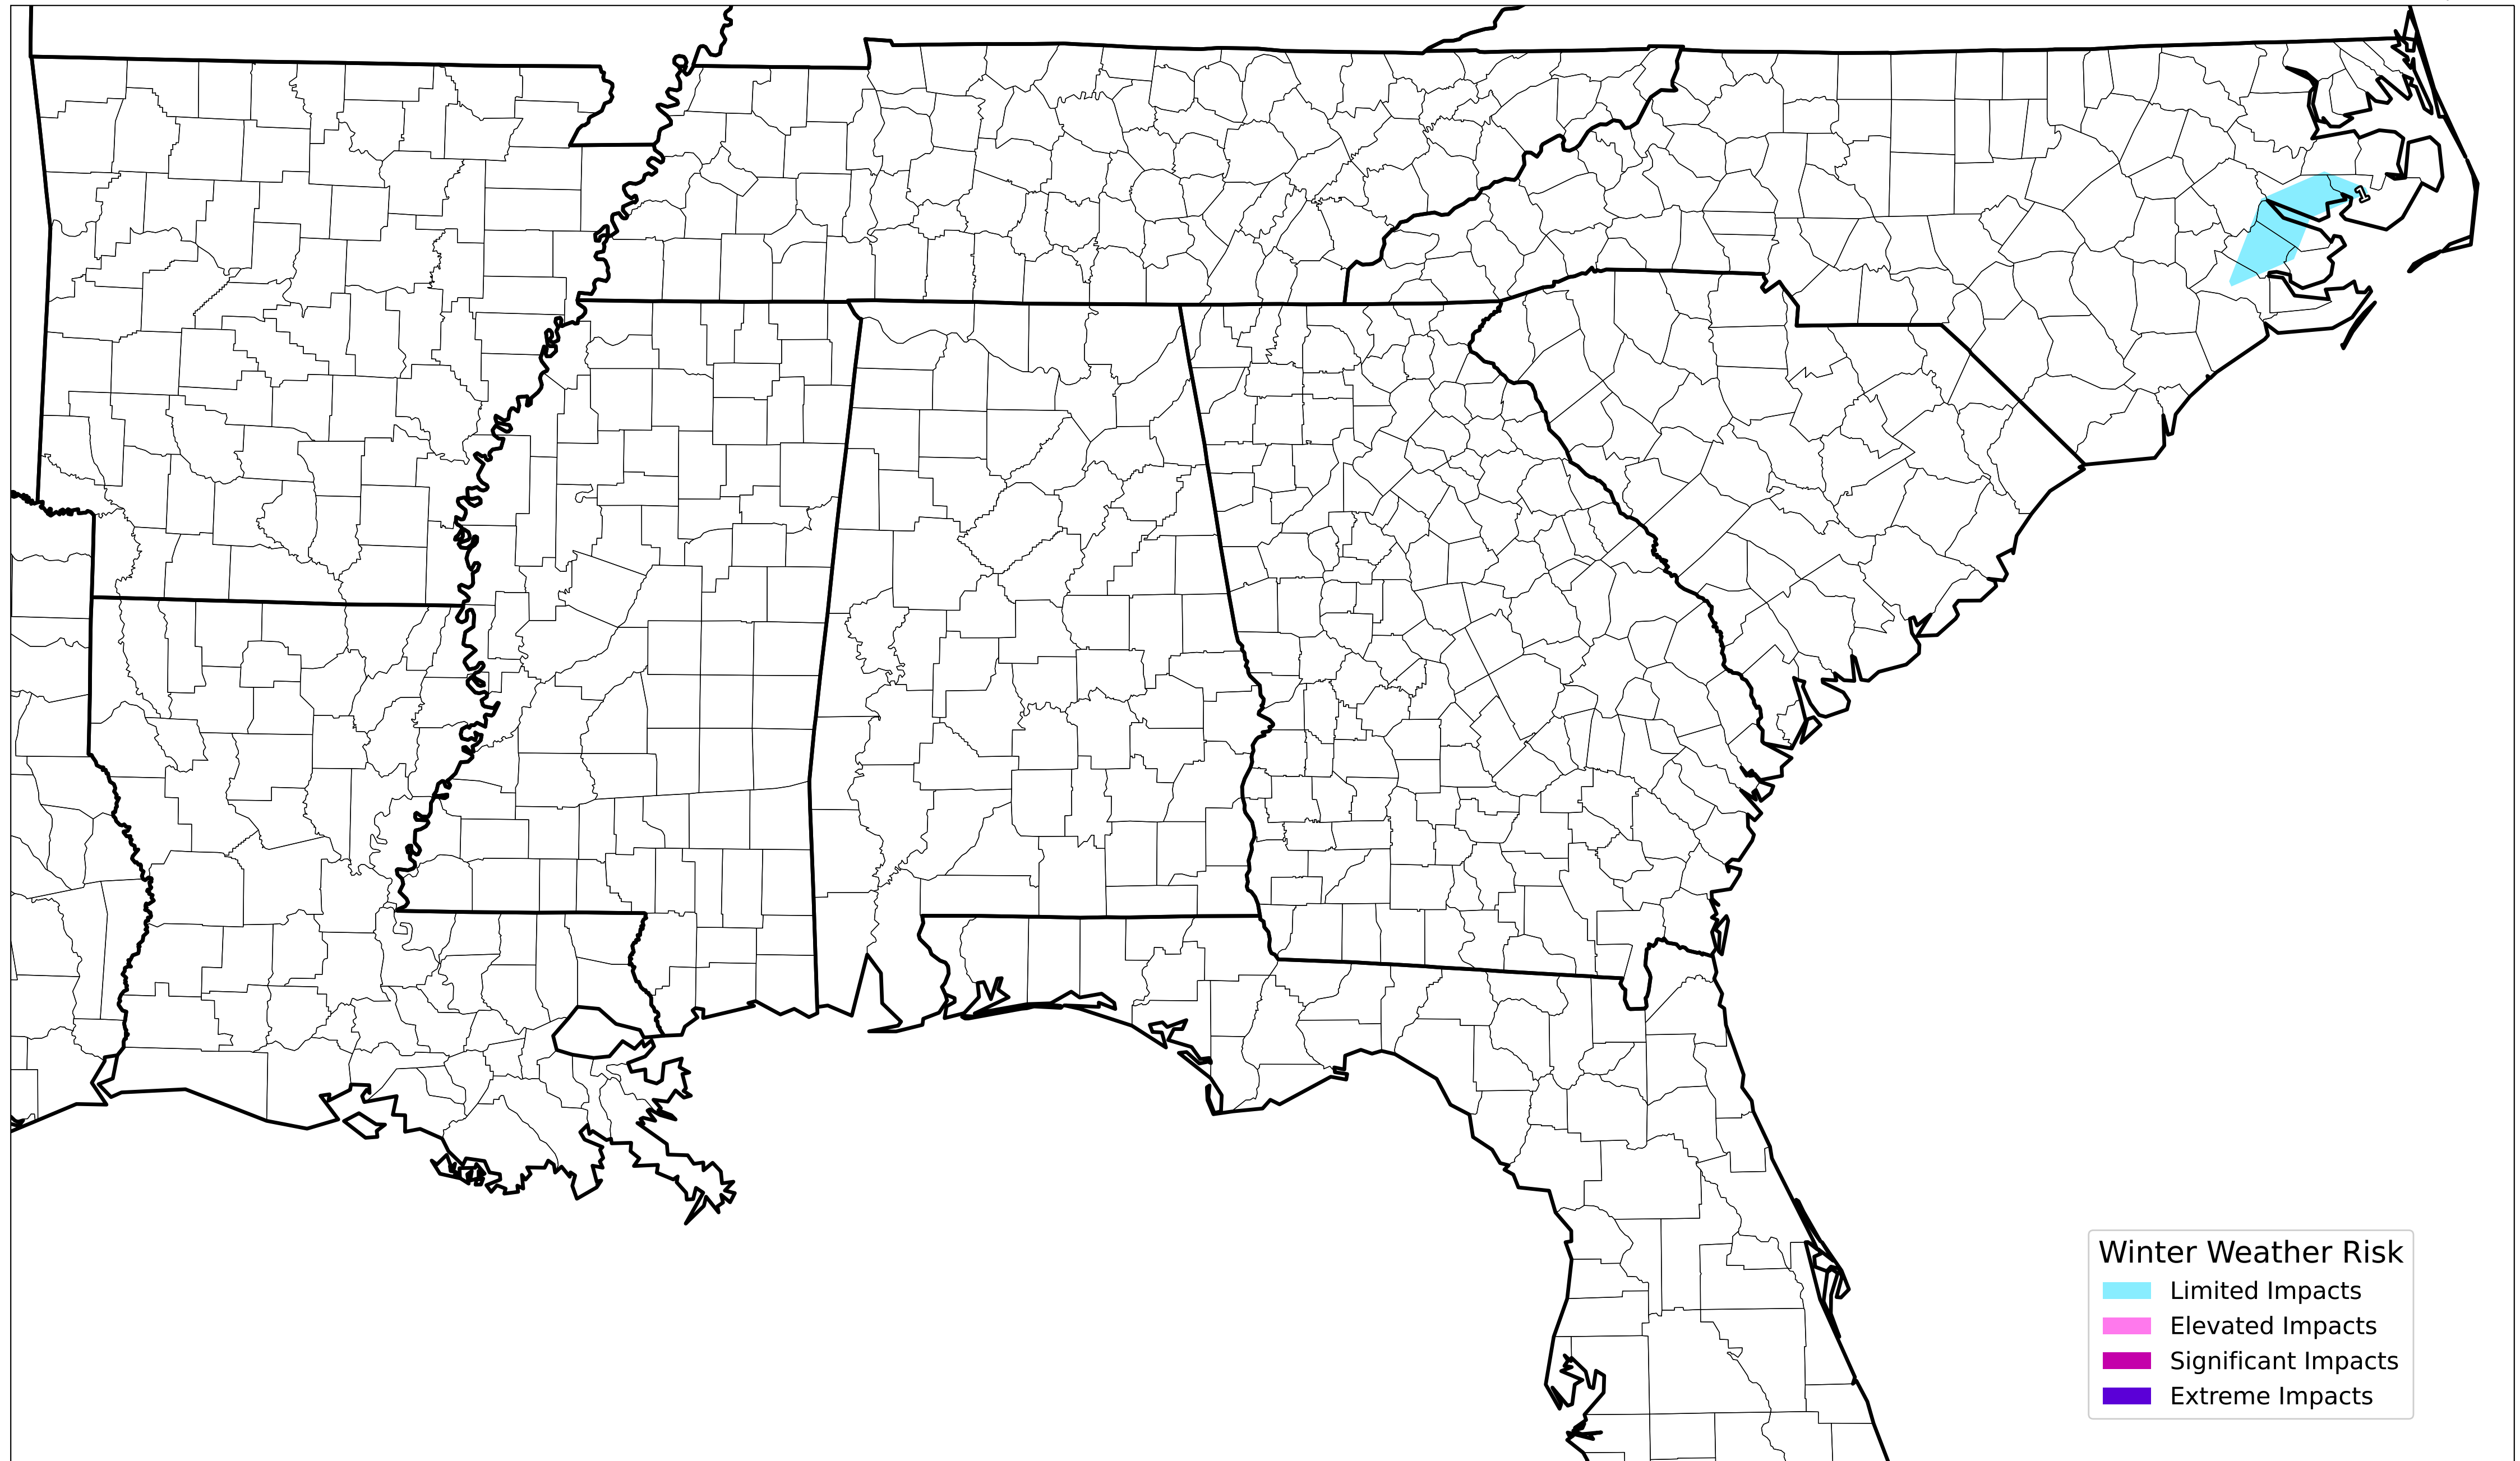 1
Winter Weather Risk
Limited Impacts
Elevated Impacts
Significant Impacts
Extreme Impacts